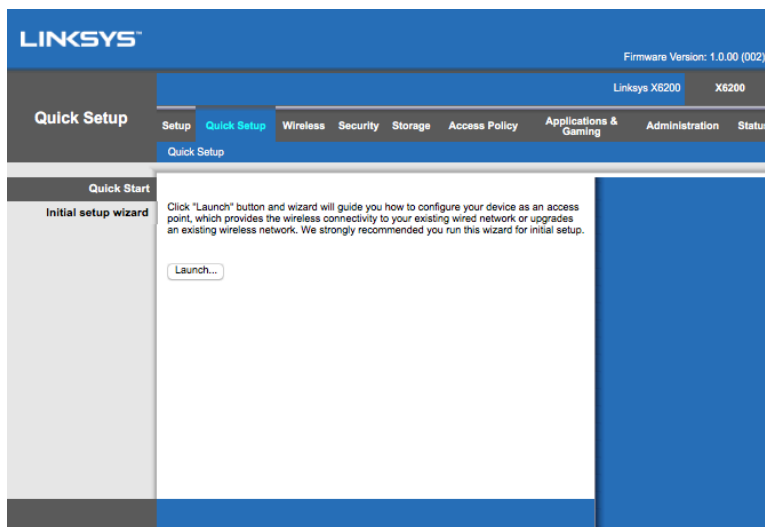 LINKSYS™
Firmware Version: 1.0.00 (002)
Linksys X6200 X6200
Quick Setup
Setup Quick Setup Wireless Security Storage Access Policy Applications & Gaming Administration Statu
Quick Setup
Quick Start
Initial setup wizard
Click "Launch" button and wizard will guide you how to configure your device as an access
point, which provides the wireless connectivity to your existing wired network or upgrades
an existing wireless network. We strongly recommended you run this wizard for initial setup.
Launch...